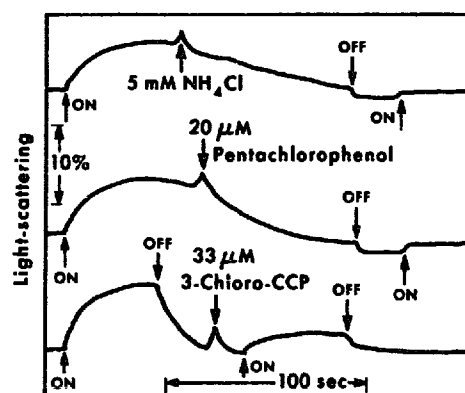 OFF
5 mM NH4Cl
ON
ON
Light-scattering
10%
20 μM
Pentachlorophenol
OFF
ON
ON
OFF
33 μM
3-Chloro-CCP
OFF
ON
ON
100 sec